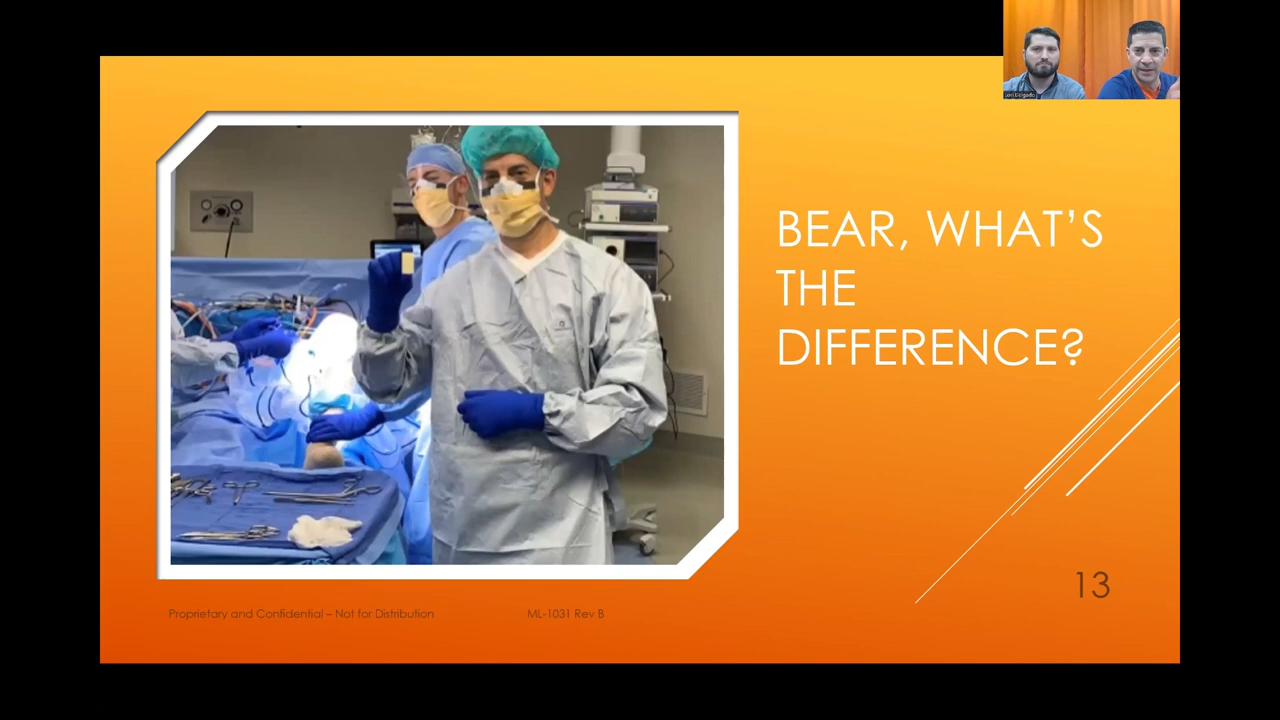 BEAR, WHAT'S
THE
DIFFERENCE?
13
Proprietary and Confidential – Not for Distribution
ML-1031 Rev B